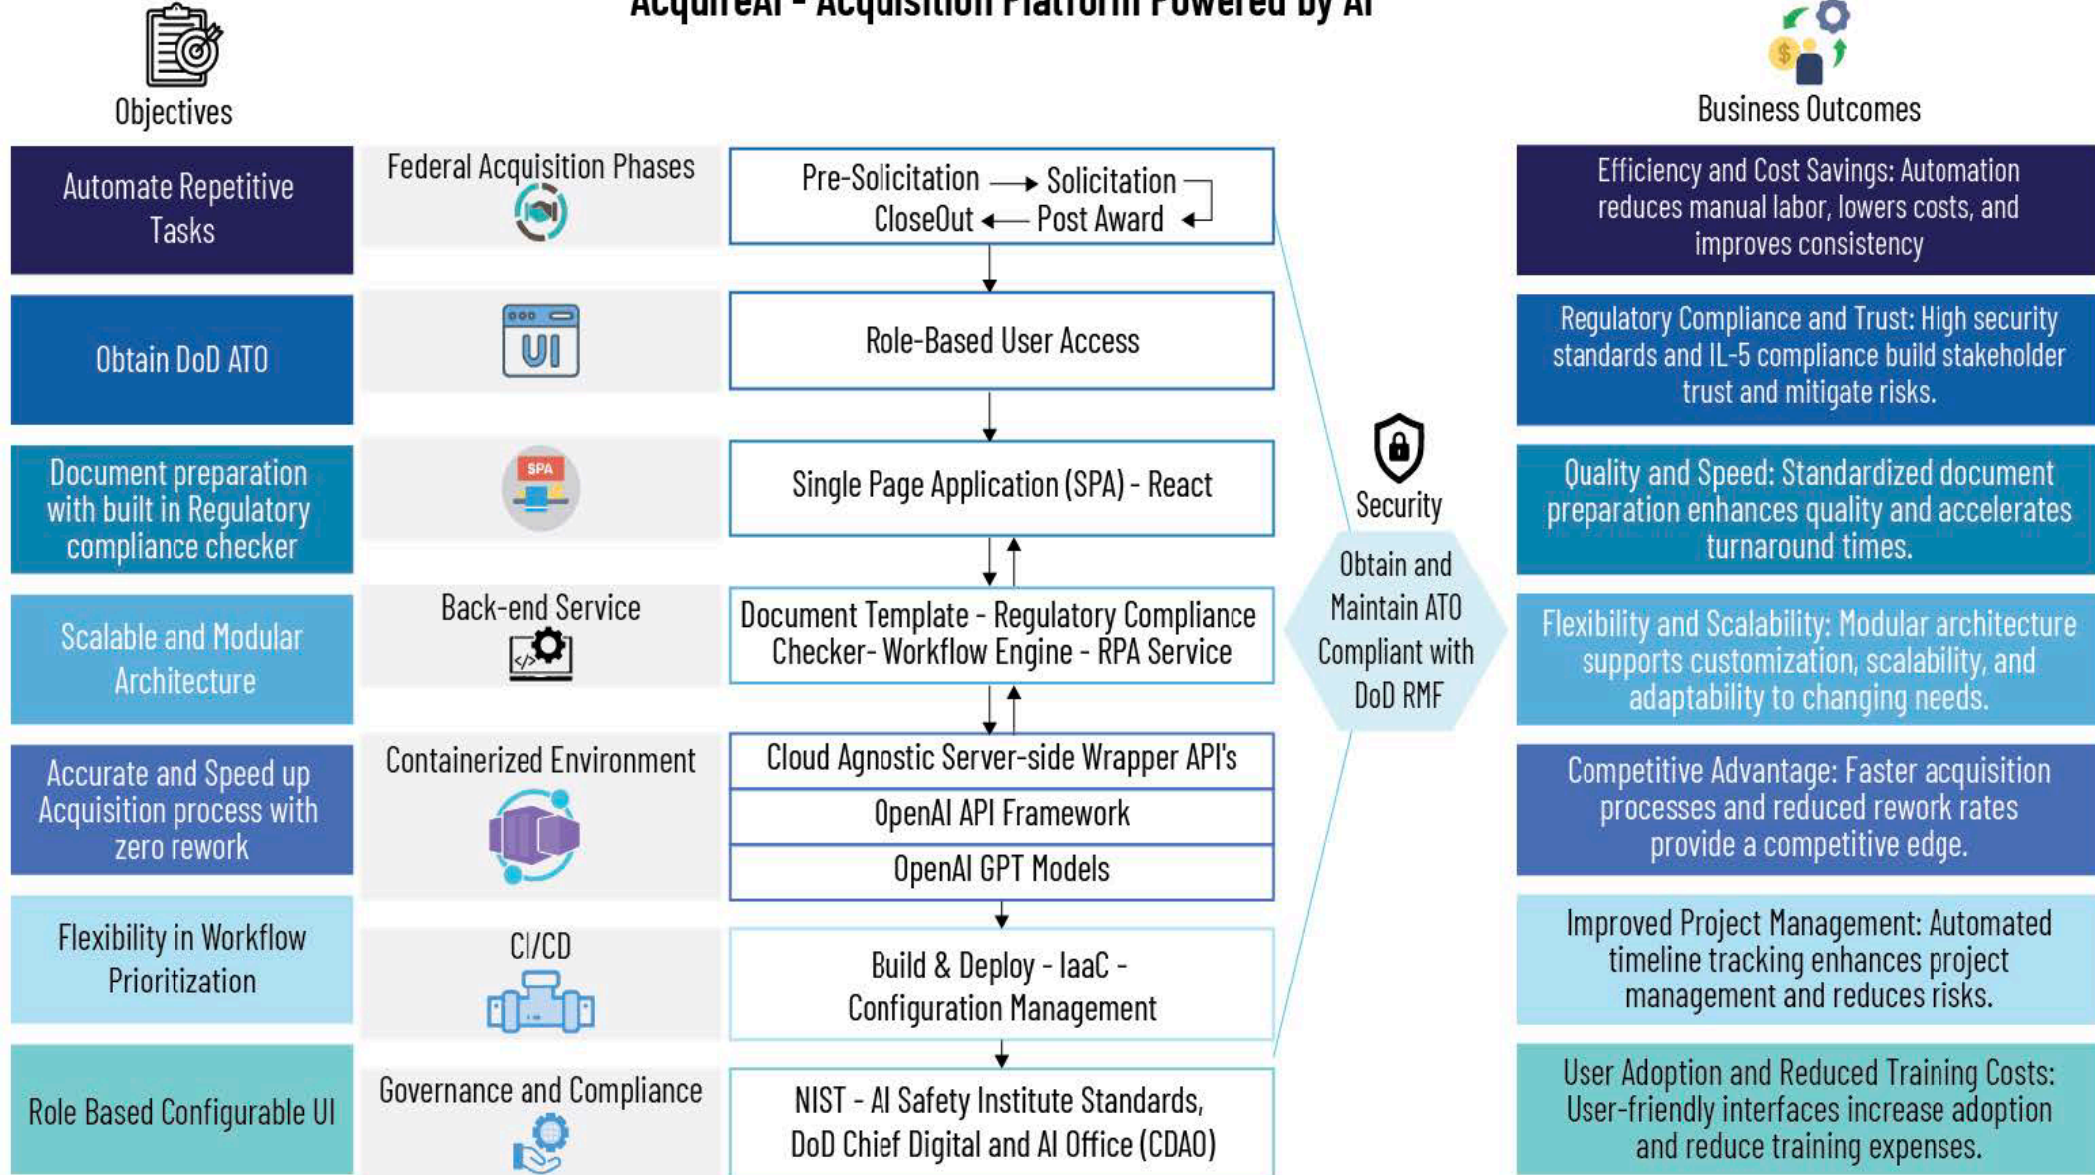 AcquireAI - Acquisition Platform Powered by AI
Objectives
Business Outcomes
Automate Repetitive
Tasks
Federal Acquisition Phases
Pre-Solicitation
Solicitation
CloseOut
Post Award
Efficiency and Cost Savings: Automation
reduces manual labor, lowers costs, and
improves consistency
Obtain DoD ATO
UI
Role-Based User Access
Regulatory Compliance and Trust: High security
standards and IL-5 compliance build stakeholder
trust and mitigate risks.
Document preparation
with built in Regulatory
compliance checker
SPA
Single Page Application (SPA) - React
Security
Quality and Speed: Standardized document
preparation enhances quality and accelerates
turnaround times.
Scalable and Modular
Architecture
Back-end Service
</>
Document Template - Regulatory Compliance
Checker- Workflow Engine - RPA Service
Obtain and
Maintain ATO
Compliant with
DoD RMF
Flexibility and Scalability: Modular architecture
supports customization, scalability, and
adaptability to changing needs.
Accurate and Speed up
Acquisition process with
zero rework
Containerized Environment
Cloud Agnostic Server-side Wrapper API's
OpenAI API Framework
OpenAI GPT Models
Competitive Advantage: Faster acquisition
processes and reduced rework rates
provide a competitive edge.
Flexibility in Workflow
Prioritization
CI/CD
Build & Deploy - IaaC -
Configuration Management
Improved Project Management: Automated
timeline tracking enhances project
management and reduces risks.
Role Based Configurable UI
Governance and Compliance
NIST - AI Safety Institute Standards,
DoD Chief Digital and AI Office (CDAO)
User Adoption and Reduced Training Costs:
User-friendly interfaces increase adoption
and reduce training expenses.